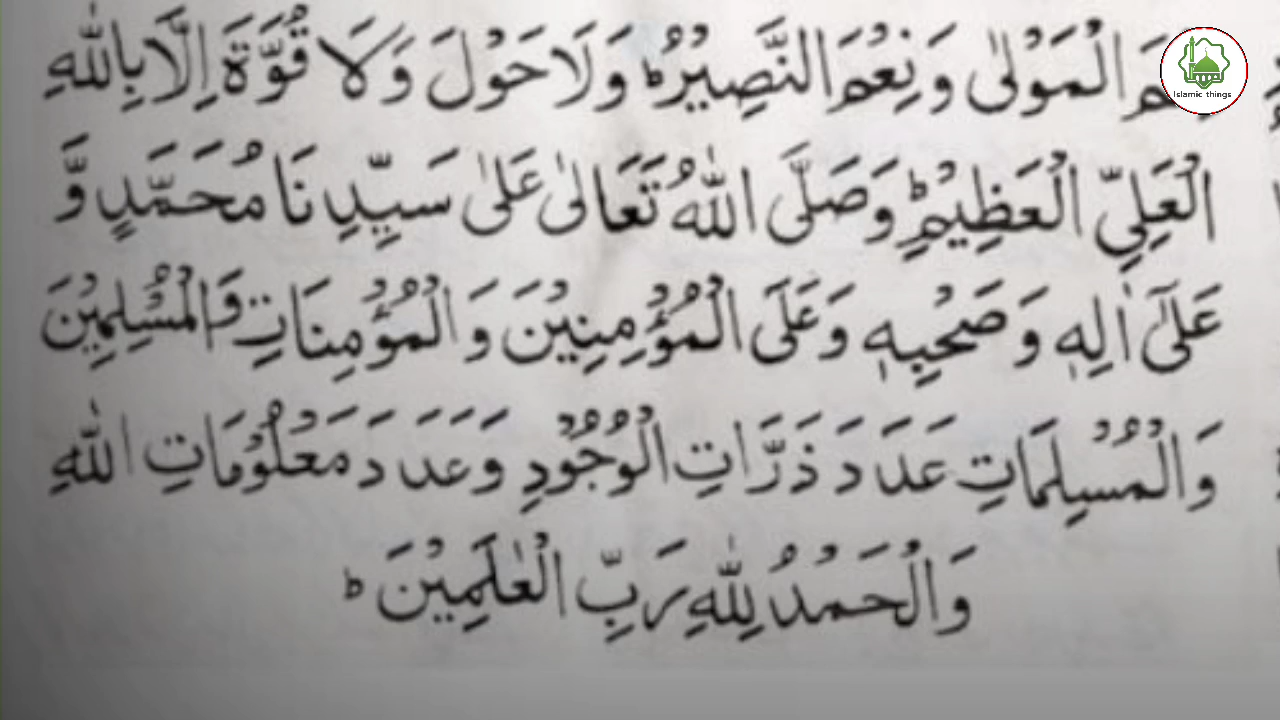 الْمَوْلٰى وَنِعْمَ النَّصِيْرُ ط وَلَا حَوْلَ وَلَا قُوَّةَ اِلَّا بِاللّٰهِ
الْعَلِيِّ الْعَظِيْمِ ط وَصَلَّى اللّٰهُ تَعَالٰى عَلٰى سَيِّدِنَا مُحَمَّدٍ وَّ
عَلٰٓى اٰلِهٖ وَصَحْبِهٖ وَعَلَى الْمُؤْمِنِيْنَ وَالْمُؤْمِنَاتِ وَالْمُسْلِمِيْنَ
وَالْمُسْلِمَاتِ عَدَدَ ذَرَّاتِ الْوُجُوْدِ وَعَدَدَ مَعْلُوْمَاتِ اللّٰهِ
وَالْحَمْدُ لِلّٰهِ رَبِّ الْعٰلَمِيْنَ ط
Islamic things